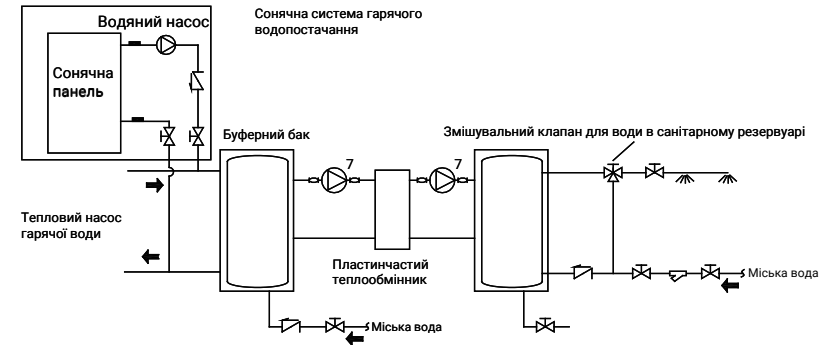 Водяний насос
Сонячна система гарячого
водопостачання
Сонячна
панель
Буферний бак
Змішувальний клапан для води в санітарному резервуарі
7
7
Тепловий насос
гарячої води
Пластинчастий
теплообмінник
Міська вода
Міська вода